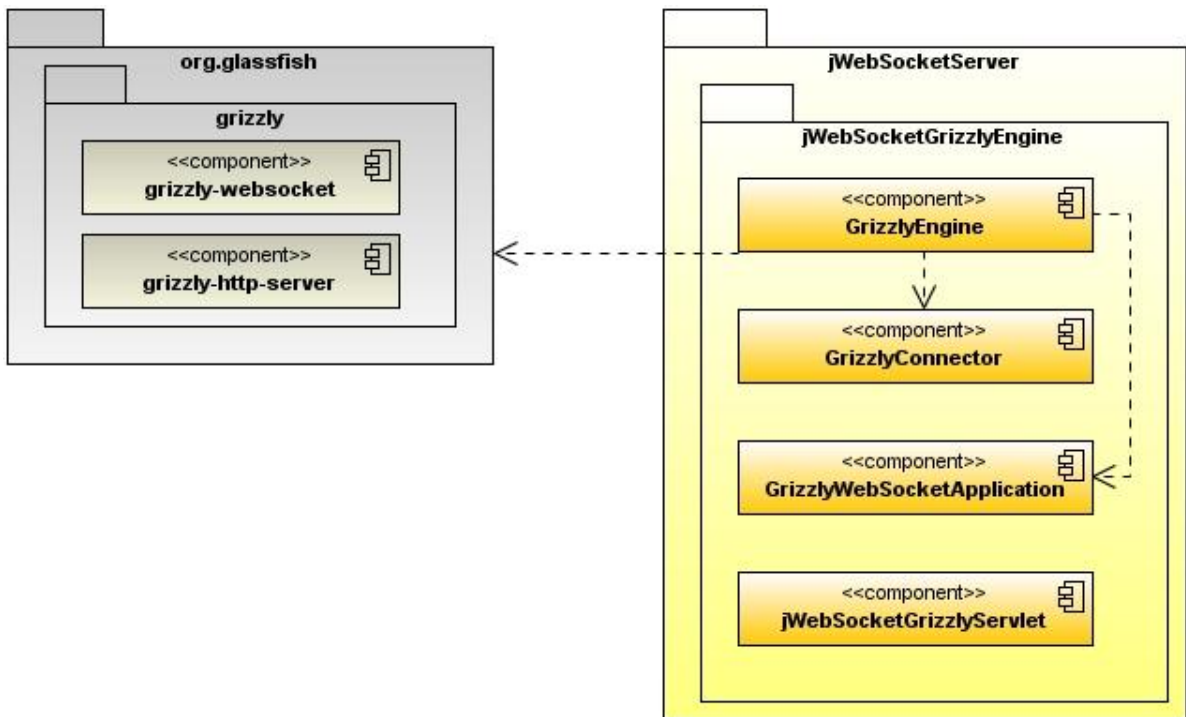 org.glassfish
grizzly
<<component>>
grizzly-websocket
<<component>>
grizzly-http-server
jWebSocketServer
jWebSocketGrizzlyEngine
<<component>>
GrizzlyEngine
<<component>>
GrizzlyConnector
<<component>>
GrizzlyWebSocketApplication
<<component>>
jWebSocketGrizzlyServlet